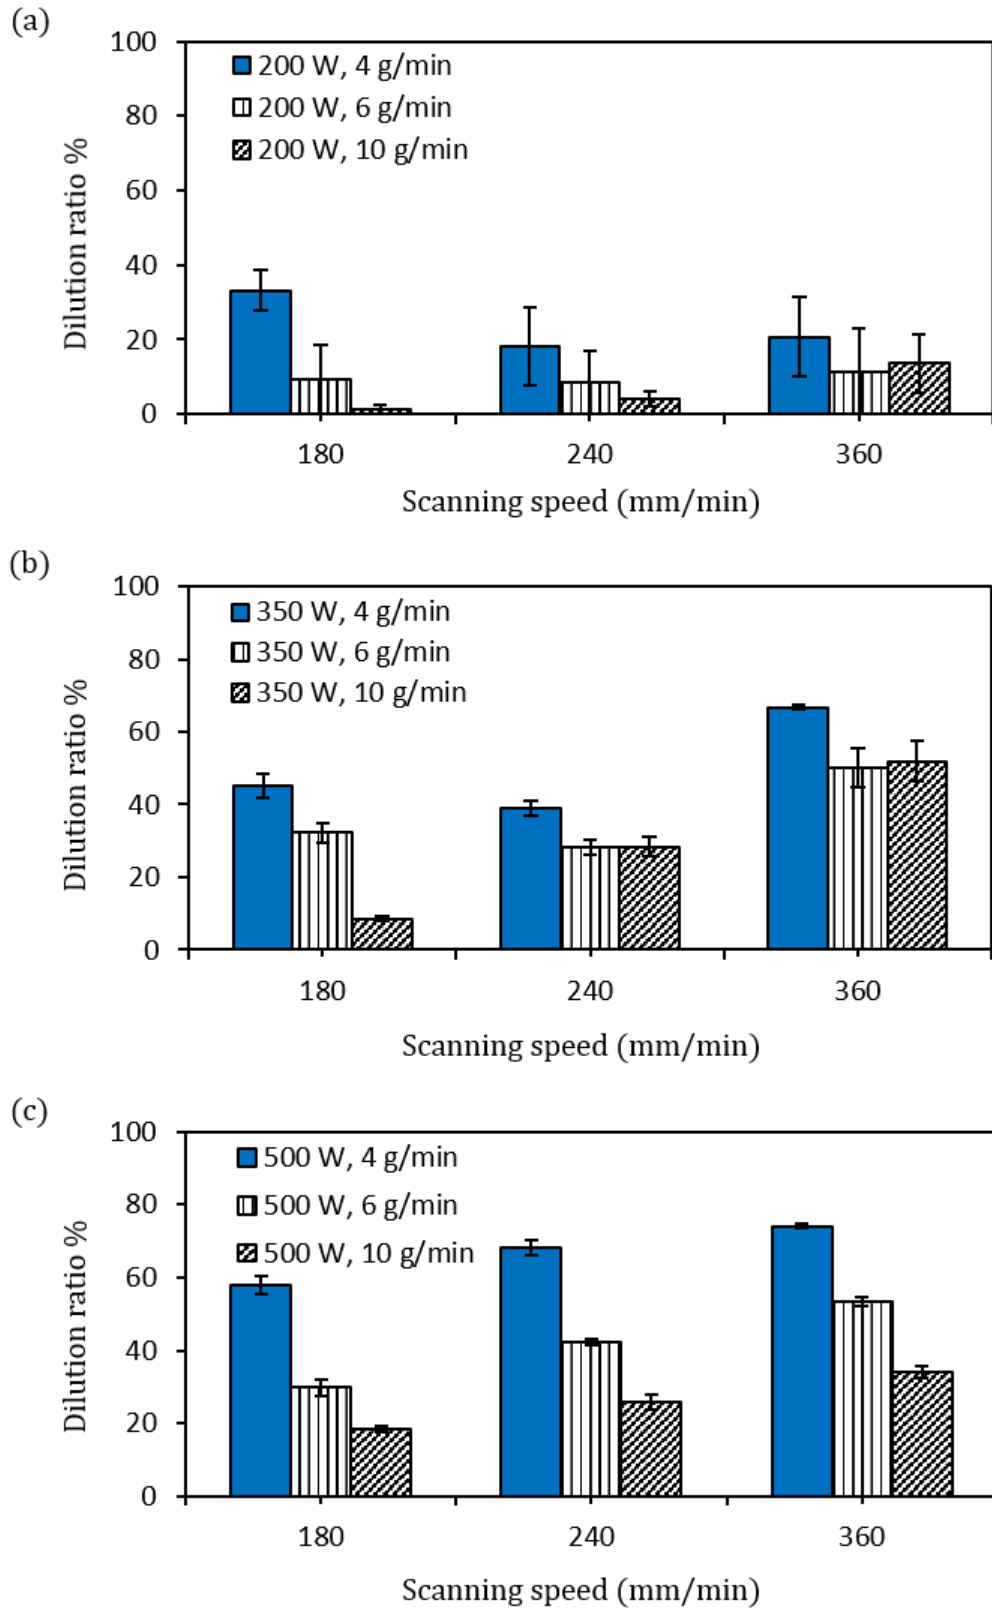 (a)
100
80
60
40
20
0
Dilution ratio %
200 W, 4 g/min
200 W, 6 g/min
200 W, 10 g/min
180 240 360
Scanning speed (mm/min)
(b)
100
80
60
40
20
0
Dilution ratio %
350 W, 4 g/min
350 W, 6 g/min
350 W, 10 g/min
180 240 360
Scanning speed (mm/min)
(c)
100
80
60
40
20
0
Dilution ratio %
500 W, 4 g/min
500 W, 6 g/min
500 W, 10 g/min
180 240 360
Scanning speed (mm/min)